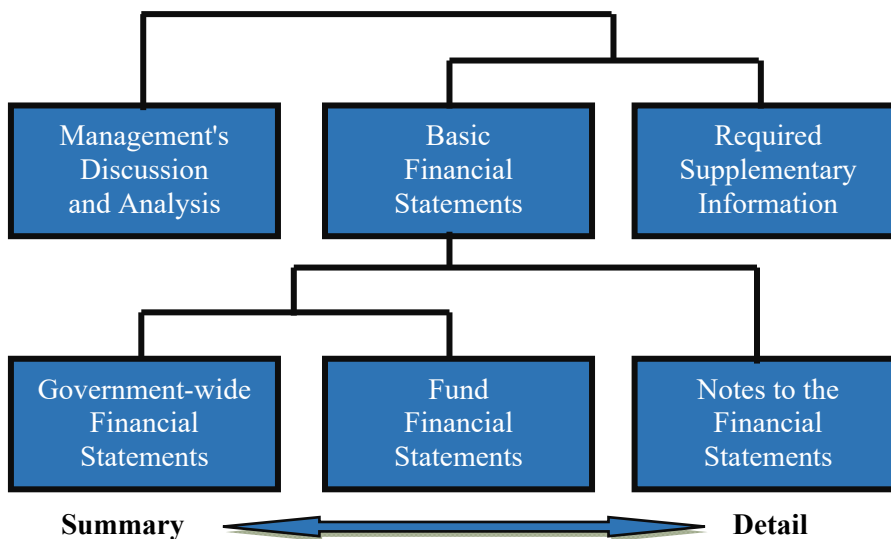 Management's
Discussion
and Analysis
Basic
Financial
Statements
Required
Supplementary
Information
Government-wide
Financial
Statements
Fund
Financial
Statements
Notes to the
Financial
Statements
Summary
Detail